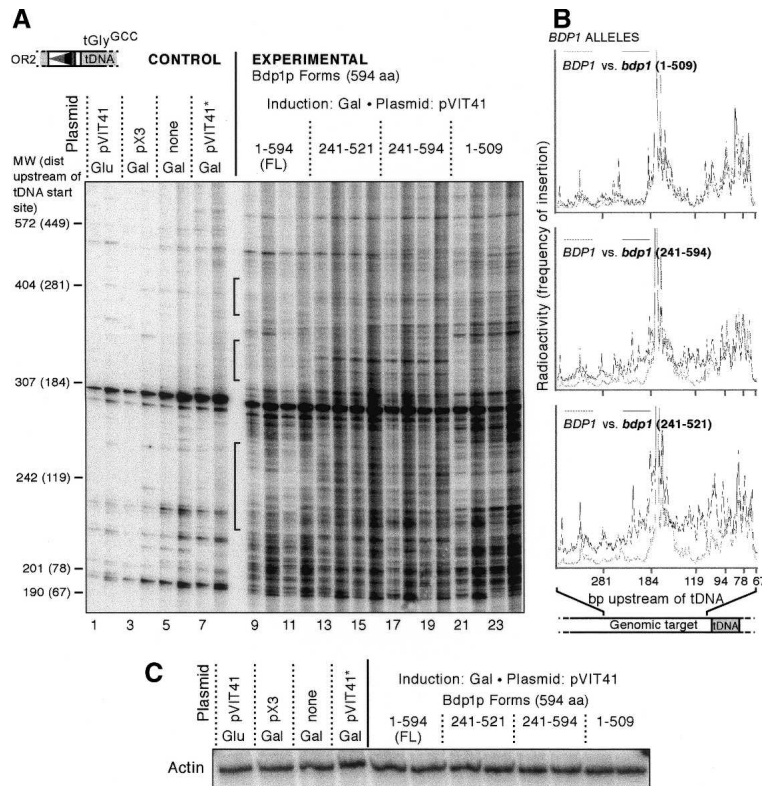 A
tGlyGCC
OR2
tDNA
CONTROL
Plasmid
pVIT41
pX3
none
pVIT41*
Glu
Gal
Gal
Gal
EXPERIMENTAL
Bdp1p Forms (594 aa)
Induction: Gal • Plasmid: pVIT41
1-594
(FL)
241-521
241-594
1-509
MW (dist
upstream of
tDNA start
site)
572 (449)
404 (281)
307 (184)
242 (119)
201 (78)
190 (67)
1 3 5 7 9 11 13 15 17 19 21 23
B
BDP1 ALLELES
BDP1 vs. bdp1 (1-509)
BDP1 vs. bdp1 (241-594)
BDP1 vs. bdp1 (241-521)
Radioactivity (frequency of insertion)
281 184 119 94 78 67
bp upstream of tDNA
Genomic target
tDNA
C
Plasmid
pVIT41
pX3
none
pVIT41*
Glu
Gal
Gal
Gal
Induction: Gal • Plasmid: pVIT41
Bdp1p Forms (594 aa)
1-594
(FL)
241-521
241-594
1-509
Actin